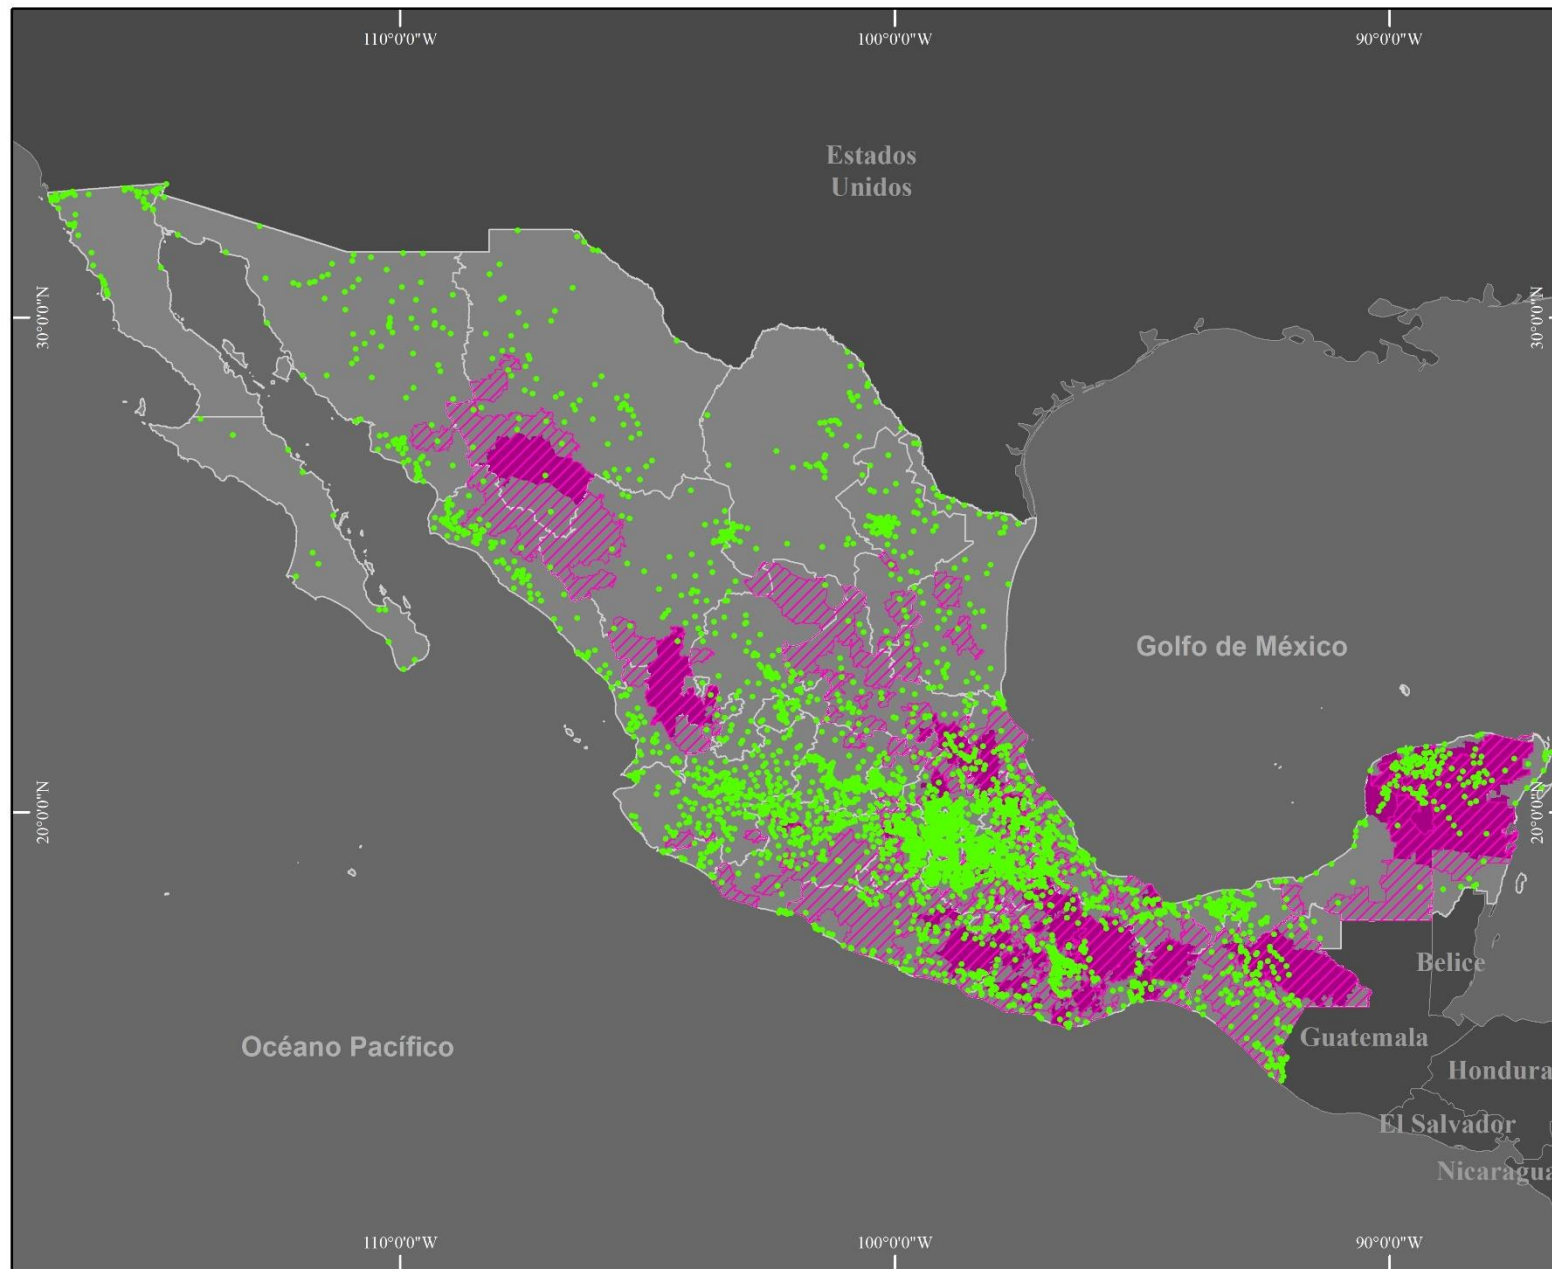 110°0'0"W
100°0'0"W
90°0'0"W
Estados
Unidos
30°0'0"N
30°0'0"N
Golfo de México
20°0'0"N
20°0'0"N
Belice
Océano Pacífico
Guatemala
Hondura
El Salvador
Nicaragua
110°0'0"W
100°0'0"W
90°0'0"W